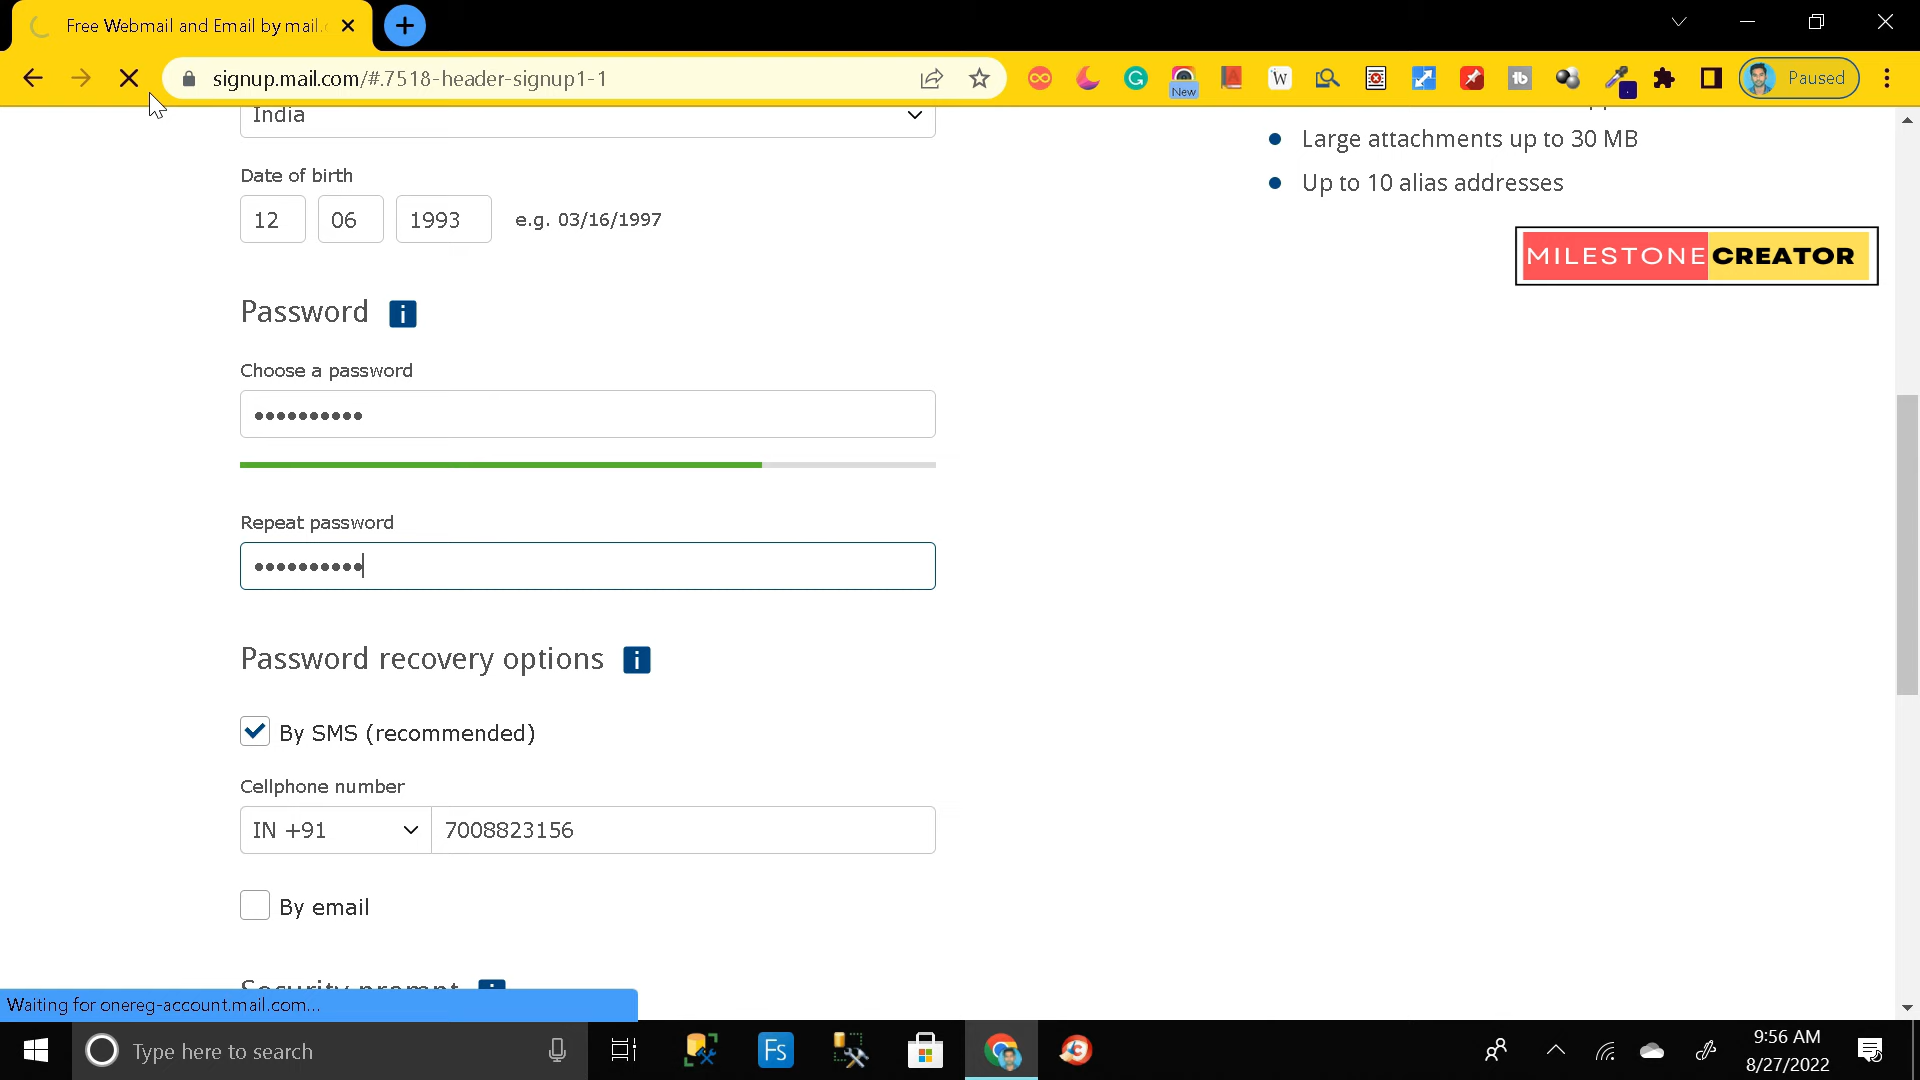 Free Webmail and Email by mail.
signup.mail.com/#.7518-header-signup1-1
New
Paused
India
Large attachments up to 30 MB
Up to 10 alias addresses
Date of birth
12 06 1993 e.g. 03/16/1997
MILESTONE CREATOR
Password i
Choose a password
••••••••••
Repeat password
••••••••••
Password recovery options i
By SMS (recommended)
Cellphone number
IN +91 7008823156
By email
Security prompt
Waiting for onereg-account.mail.com...
Type here to search
Fs
9:56 AM
8/27/2022